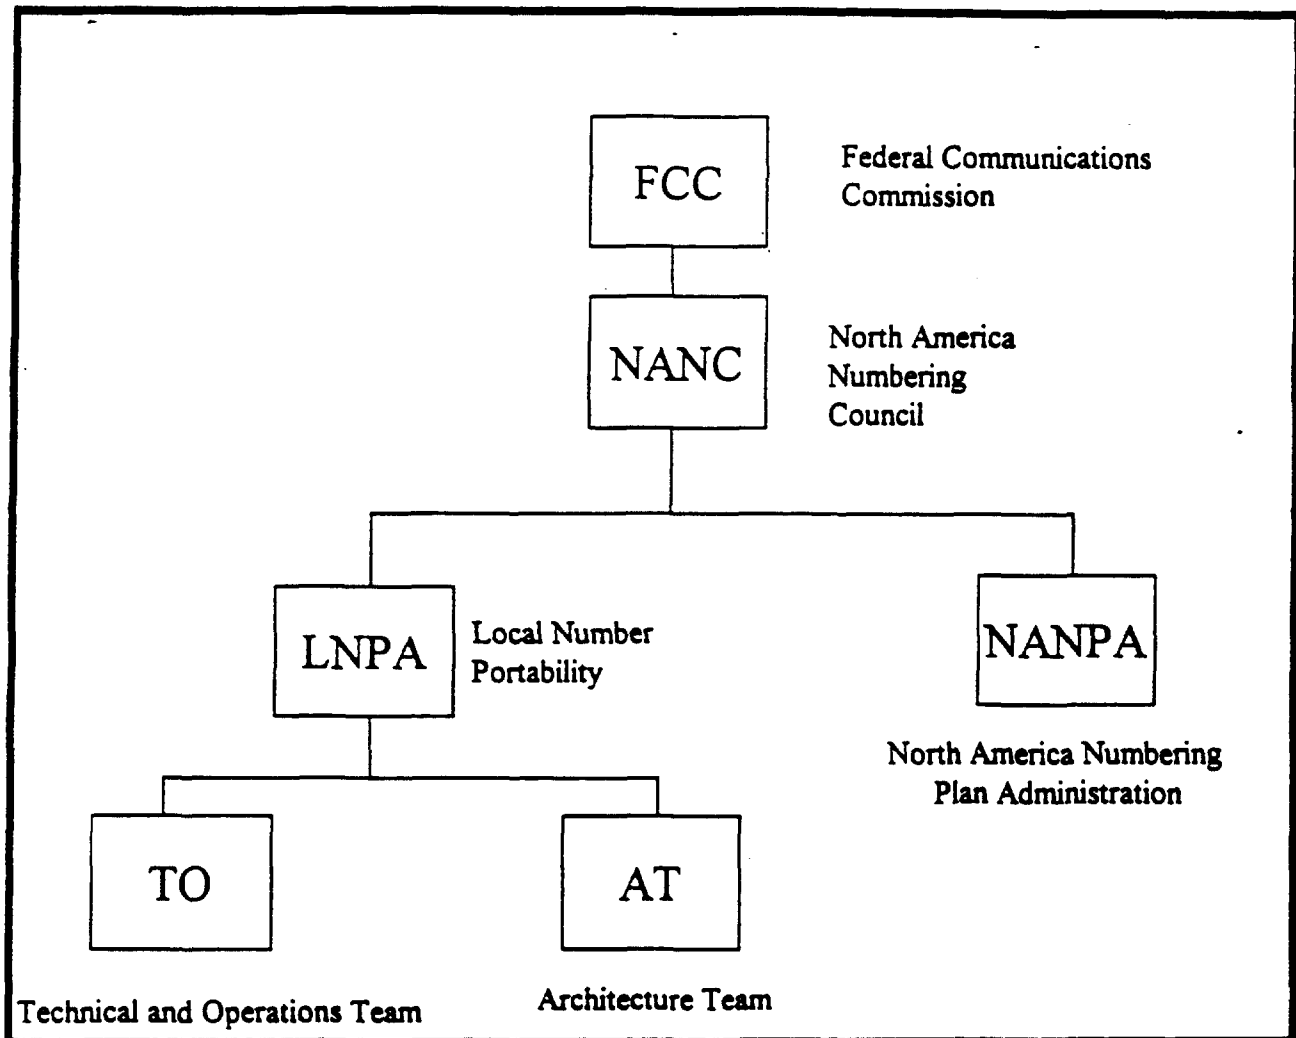 FCC
Federal Communications
Commission
NANC
North America
Numbering
Council
LNPA
Local Number
Portability
NANPA
North America Numbering
Plan Administration
TO
AT
Technical and Operations Team
Architecture Team